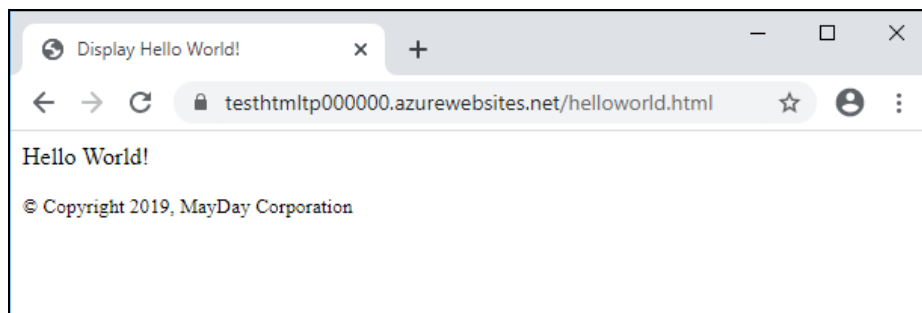 Display Hello World!
testhtmltp000000.azurewebsites.net/helloworld.html
Hello World!
© Copyright 2019, MayDay Corporation